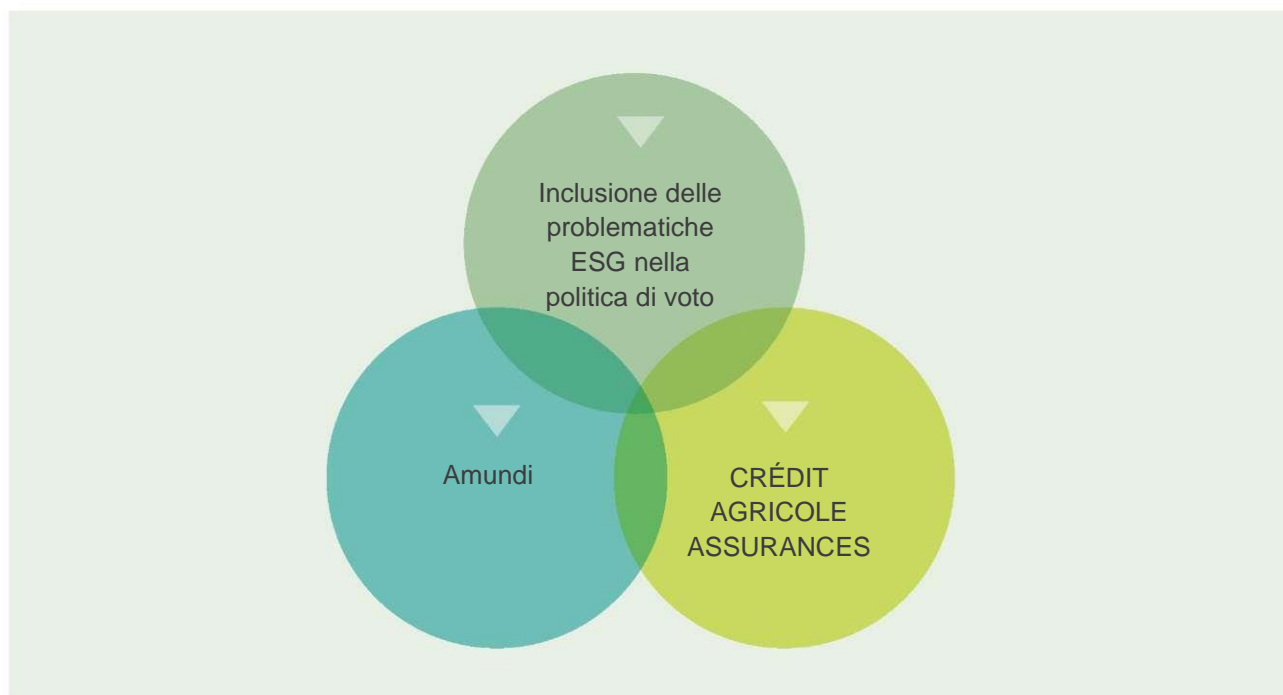 Inclusione delle
problematiche
ESG nella
politica di voto
Amundi
CRÉDIT
AGRICOLE
ASSURANCES